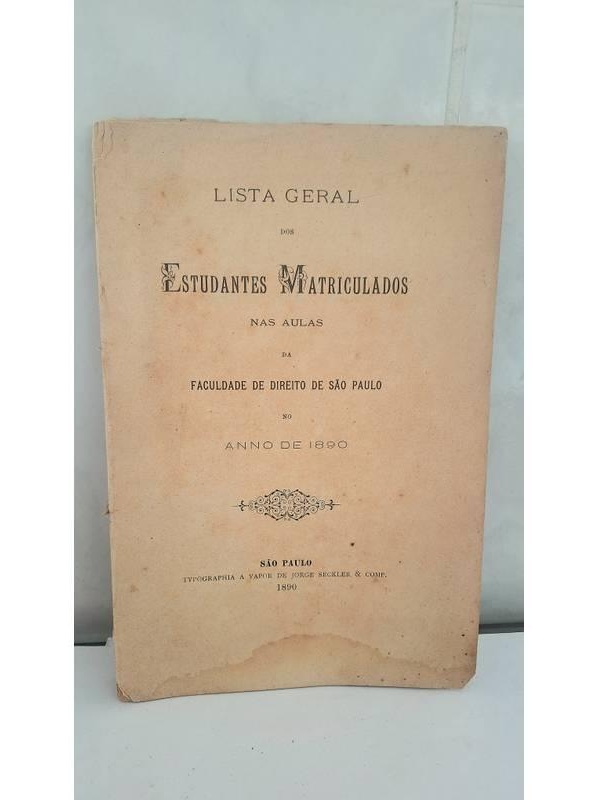 LISTA GERAL
DOS
ESTUDANTES MATRICULADOS
NAS AULAS
DA
FACULDADE DE DIREITO DE SÃO PAULO
NO
ANNO DE 1890
SÃO PAULO
TYPOGRAPHIA A VAPOR DE JORGE SECKLER & COMP.
1890